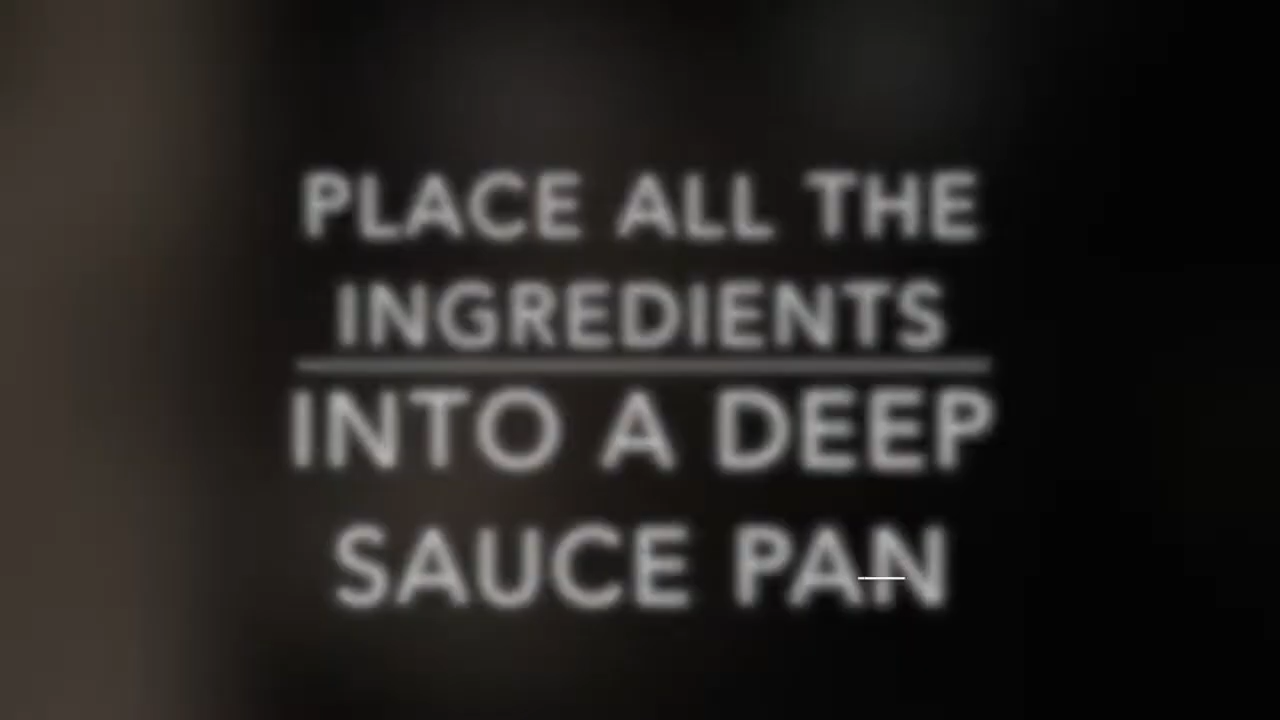 PLACE ALL THE
INGREDIENTS
INTO A DEEP
SAUCE PAN